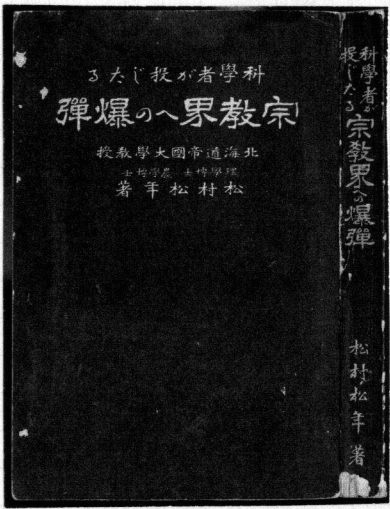 科學者が投じたる
宗教界への爆彈
北海道帝國大學教授
理學博士 農學博士
松村松年著
科學者が投じたる
宗教界への爆彈
松村松年著